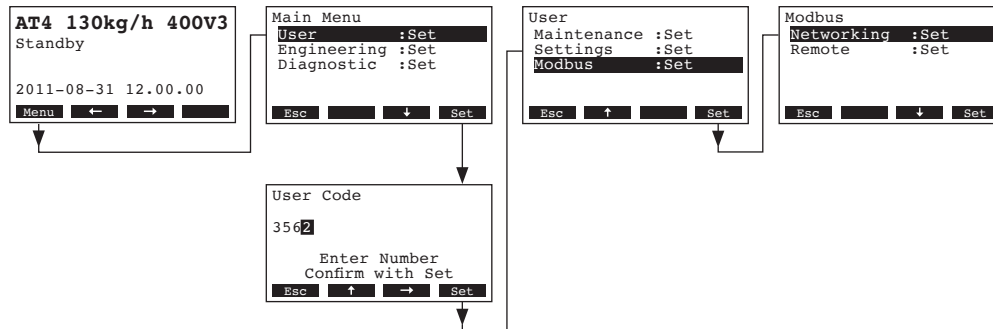 AT4 130kg/h 400V3
Standby
2011-08-31 12.00.00
Menu ← →
Main Menu
User :Set
Engineering :Set
Diagnostic :Set
Esc ↓ Set
User Code
3562
Enter Number
Confirm with Set
Esc ↑ → Set
User
Maintenance :Set
Settings :Set
Modbus :Set
Esc ↑ Set
Modbus
Networking :Set
Remote :Set
Esc ↓ Set